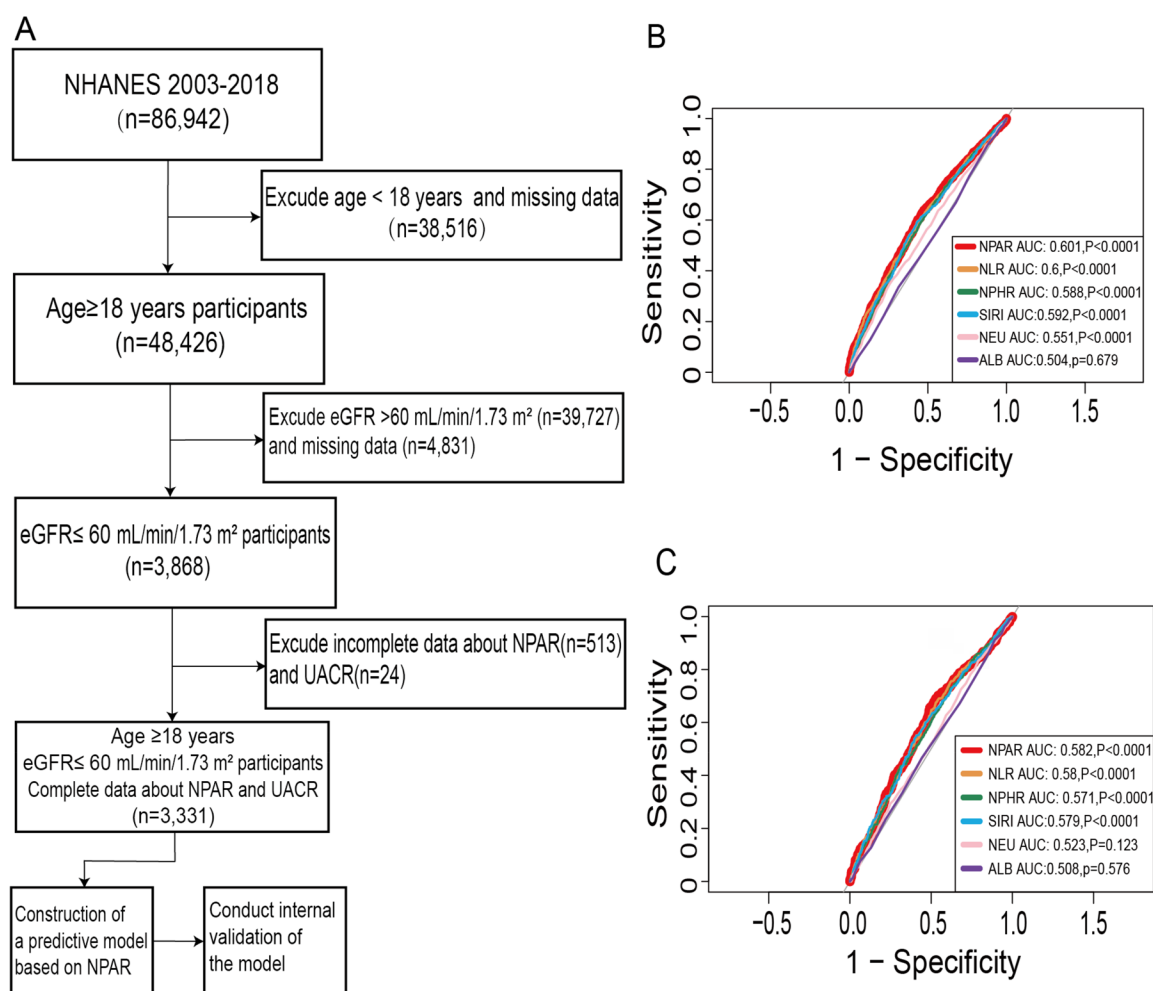 A
NHANES 2003-2018
(n=86,942)
Excude age < 18 years and missing data
(n=38,516)
Age≥18 years participants
(n=48,426)
Excude eGFR >60 mL/min/1.73 m² (n=39,727)
and missing data (n=4,831)
eGFR≤ 60 mL/min/1.73 m² participants
(n=3,868)
Excude incomplete data about NPAR(n=513)
and UACR(n=24)
Age ≥18 years
eGFR≤ 60 mL/min/1.73 m² participants
Complete data about NPAR and UACR
(n=3,331)
Construction of
a predictive model
based on NPAR
Conduct internal
validation of
the model
B
Sensitivity
0 0.2 0.4 0.6 0.8 1.0
NPAR AUC: 0.601,P<0.0001
NLR AUC: 0.6,P<0.0001
NPHR AUC: 0.588,P<0.0001
SIRI AUC:0.592,P<0.0001
NEU AUC: 0.551,P<0.0001
ALB AUC:0.504,p=0.679
−0.5 0.0 0.5 1.0 1.5
1 − Specificity
C
Sensitivity
0 0.2 0.4 0.6 0.8 1.0
NPAR AUC: 0.582,P<0.0001
NLR AUC: 0.58,P<0.0001
NPHR AUC: 0.571,P<0.0001
SIRI AUC:0.579,P<0.0001
NEU AUC: 0.523,P=0.123
ALB AUC:0.508,p=0.576
−0.5 0.0 0.5 1.0 1.5
1 − Specificity